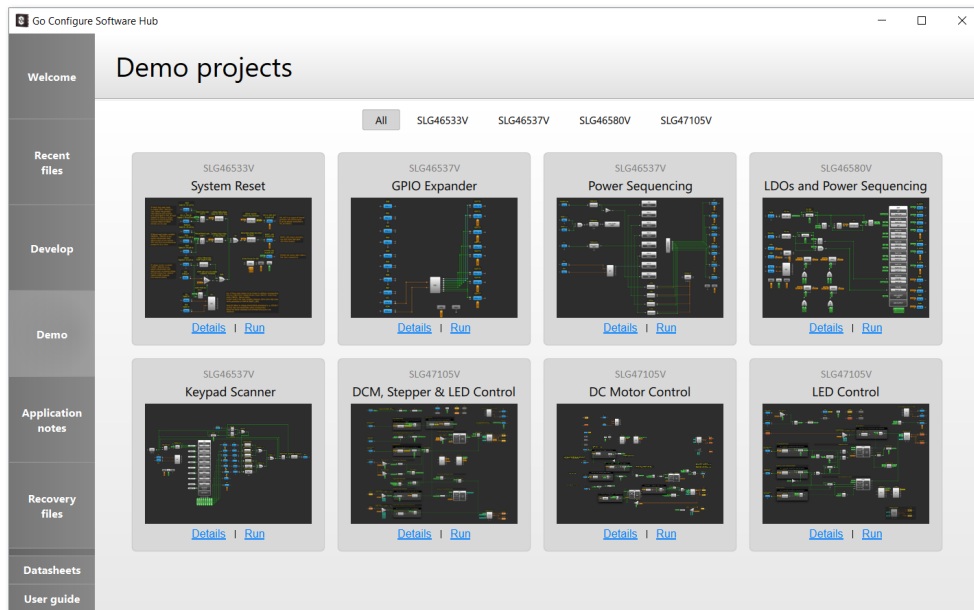 Go Configure Software Hub
Welcome
Recent
files
Develop
Demo
Application
notes
Recovery
files
Datasheets
User guide
Demo projects
All SLG46533V SLG46537V SLG46580V SLG47105V
SLG46533V
System Reset
Details | Run
SLG46537V
GPIO Expander
Details | Run
SLG46537V
Power Sequencing
Details | Run
SLG46580V
LDOs and Power Sequencing
Details | Run
SLG46537V
Keypad Scanner
Details | Run
SLG47105V
DCM, Stepper & LED Control
Details | Run
SLG47105V
DC Motor Control
Details | Run
SLG47105V
LED Control
Details | Run